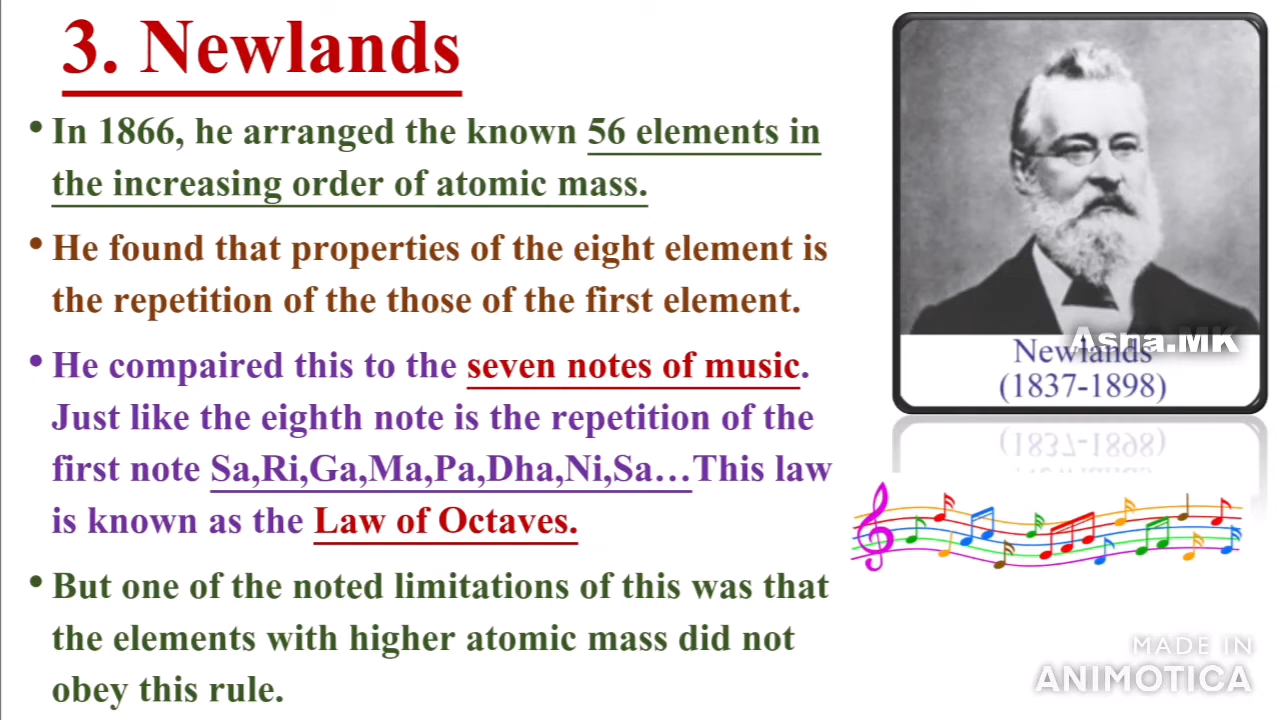 3. Newlands
• In 1866, he arranged the known 56 elements in
the increasing order of atomic mass.
• He found that properties of the eight element is
the repetition of the those of the first element.
• He compaired this to the seven notes of music.
Just like the eighth note is the repetition of the
first note Sa,Ri,Ga,Ma,Pa,Dha,Ni,Sa…This law
is known as the Law of Octaves.
• But one of the noted limitations of this was that
the elements with higher atomic mass did not
obey this rule.
Asna.MK
Newlands
(1837-1898)
MADE IN
ANIMOTICA